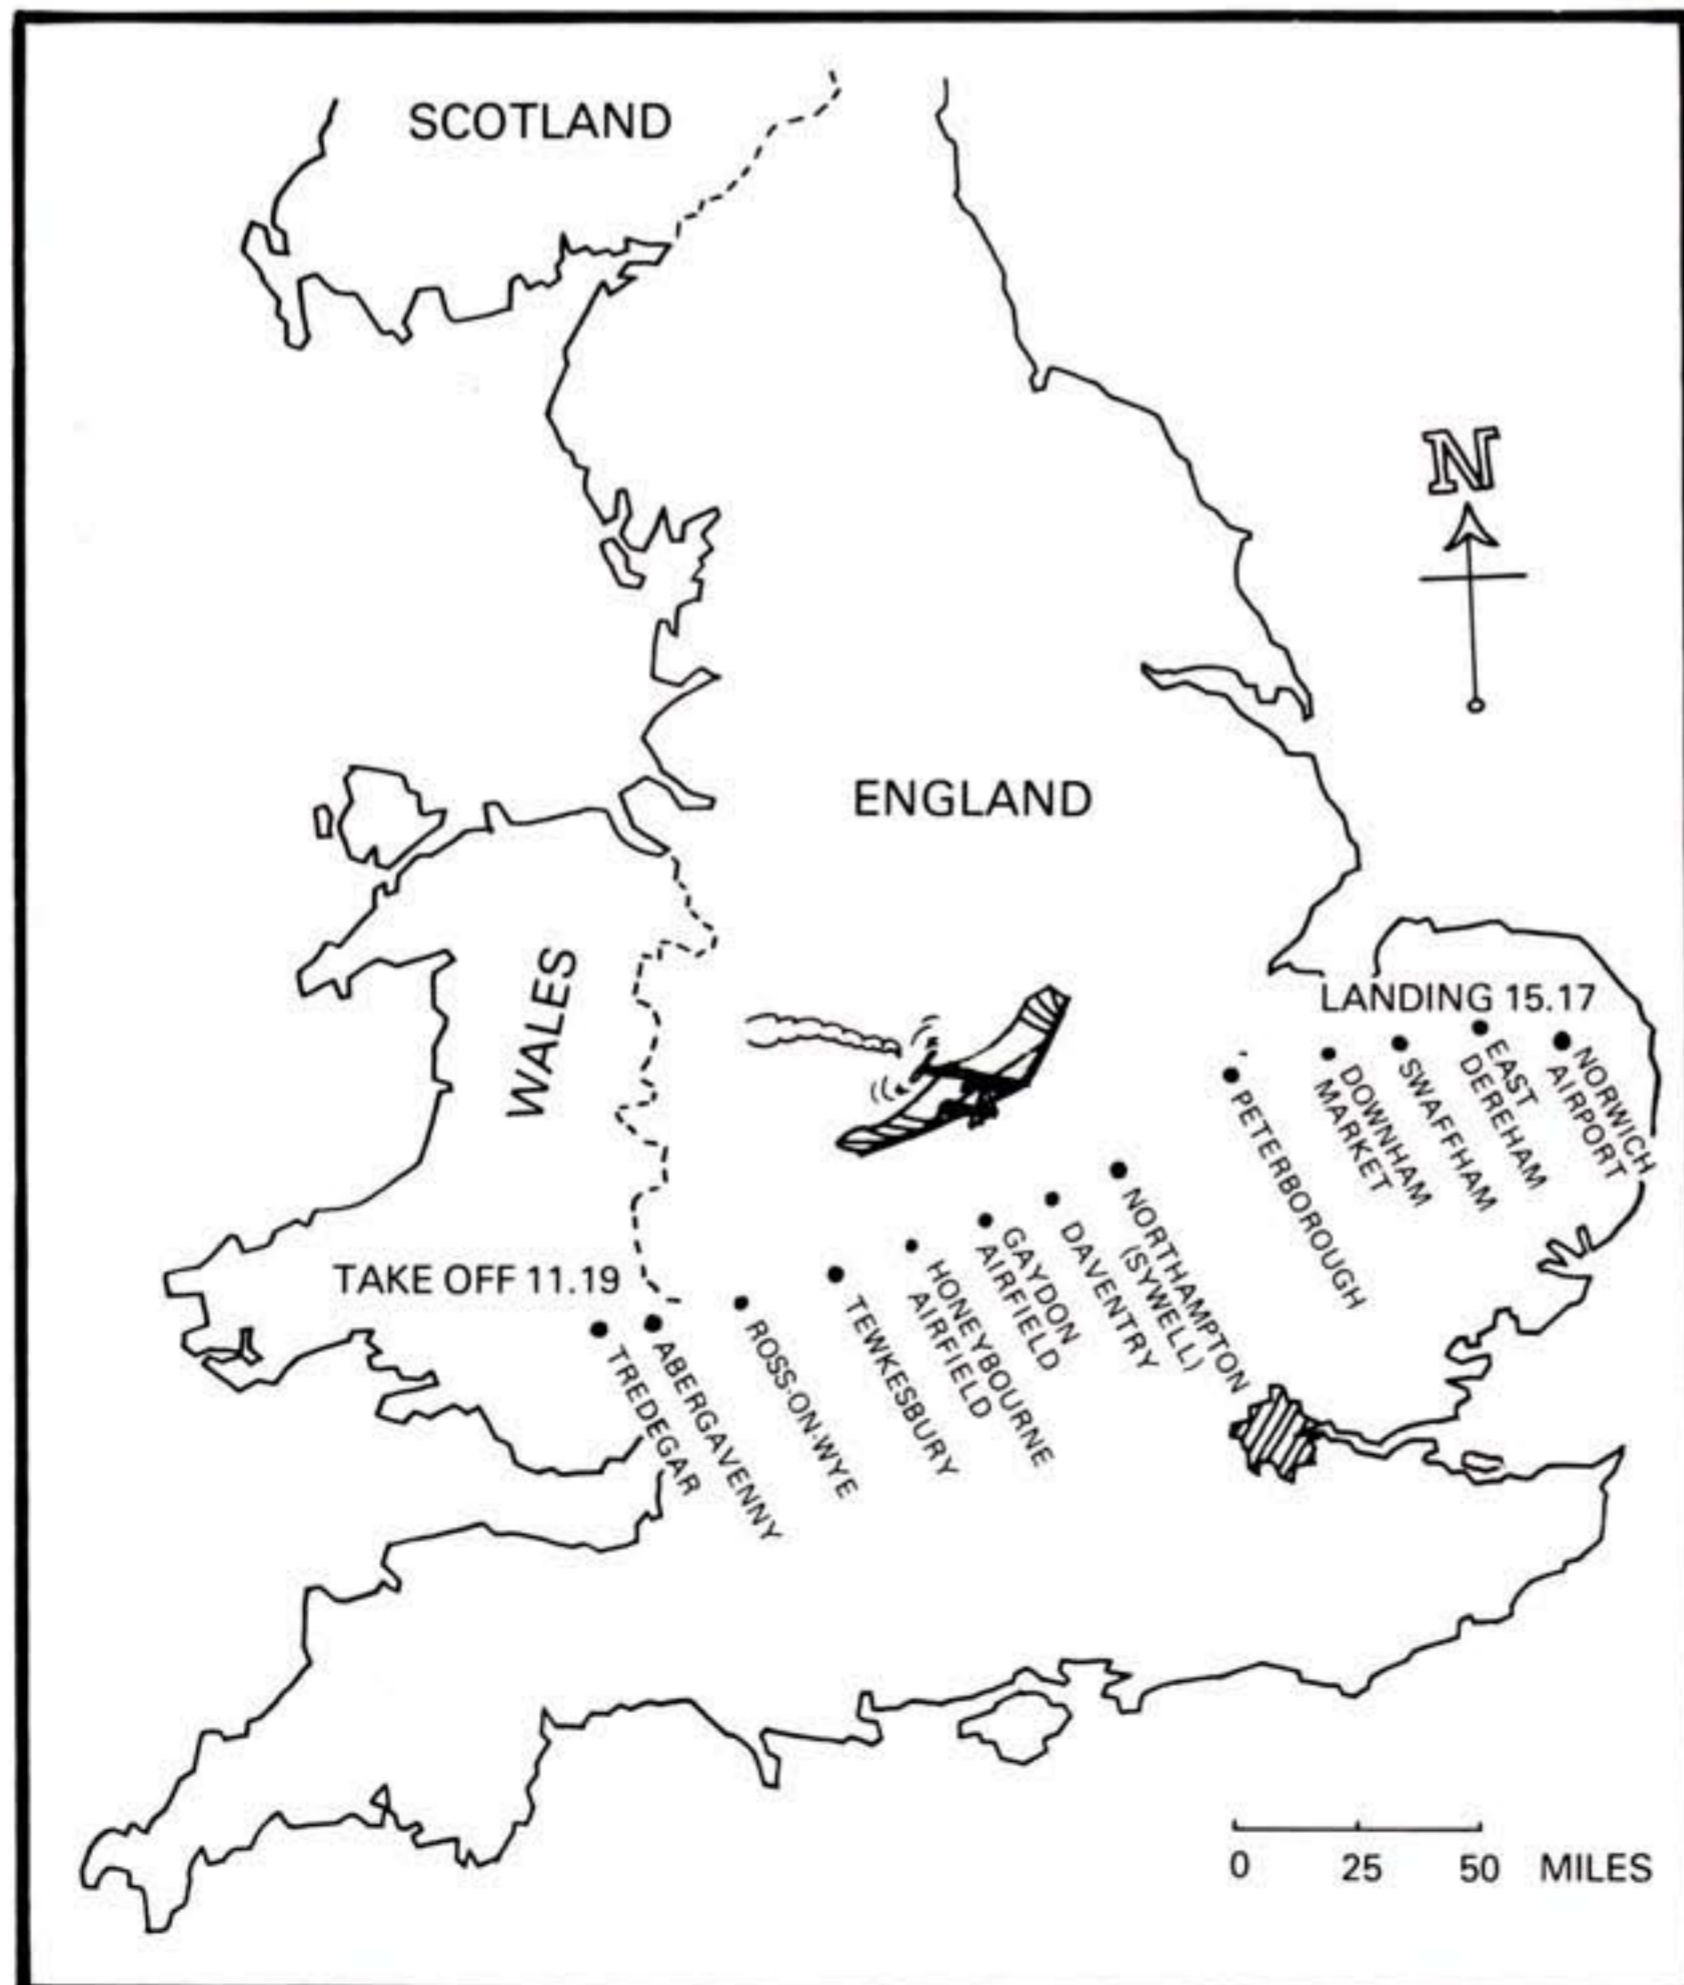 SCOTLAND
N
ENGLAND
WALES
LANDING 15.17
TAKE OFF 11.19
TREDEGAR
ABERGAVENNY
ROSS-ON-WYE
TEWKESBURY
HONEYBOURNE
AIRFIELD
GAYDON
AIRFIELD
DAVENTRY
NORTHAMPTON
(SYWELL)
PETERBOROUGH
DOWNHAM
MARKET
SWAFFHAM
EAST
DEREHAM
NORWICH
AIRPORT
0 25 50 MILES